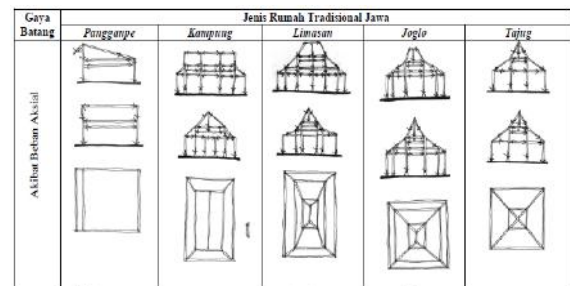 Gaya Batang
Jenis Rumah Tradisional Jawa
Panggangpe
Kampung
Limasan
Joglo
Tajug
Akibat Beban Aksial